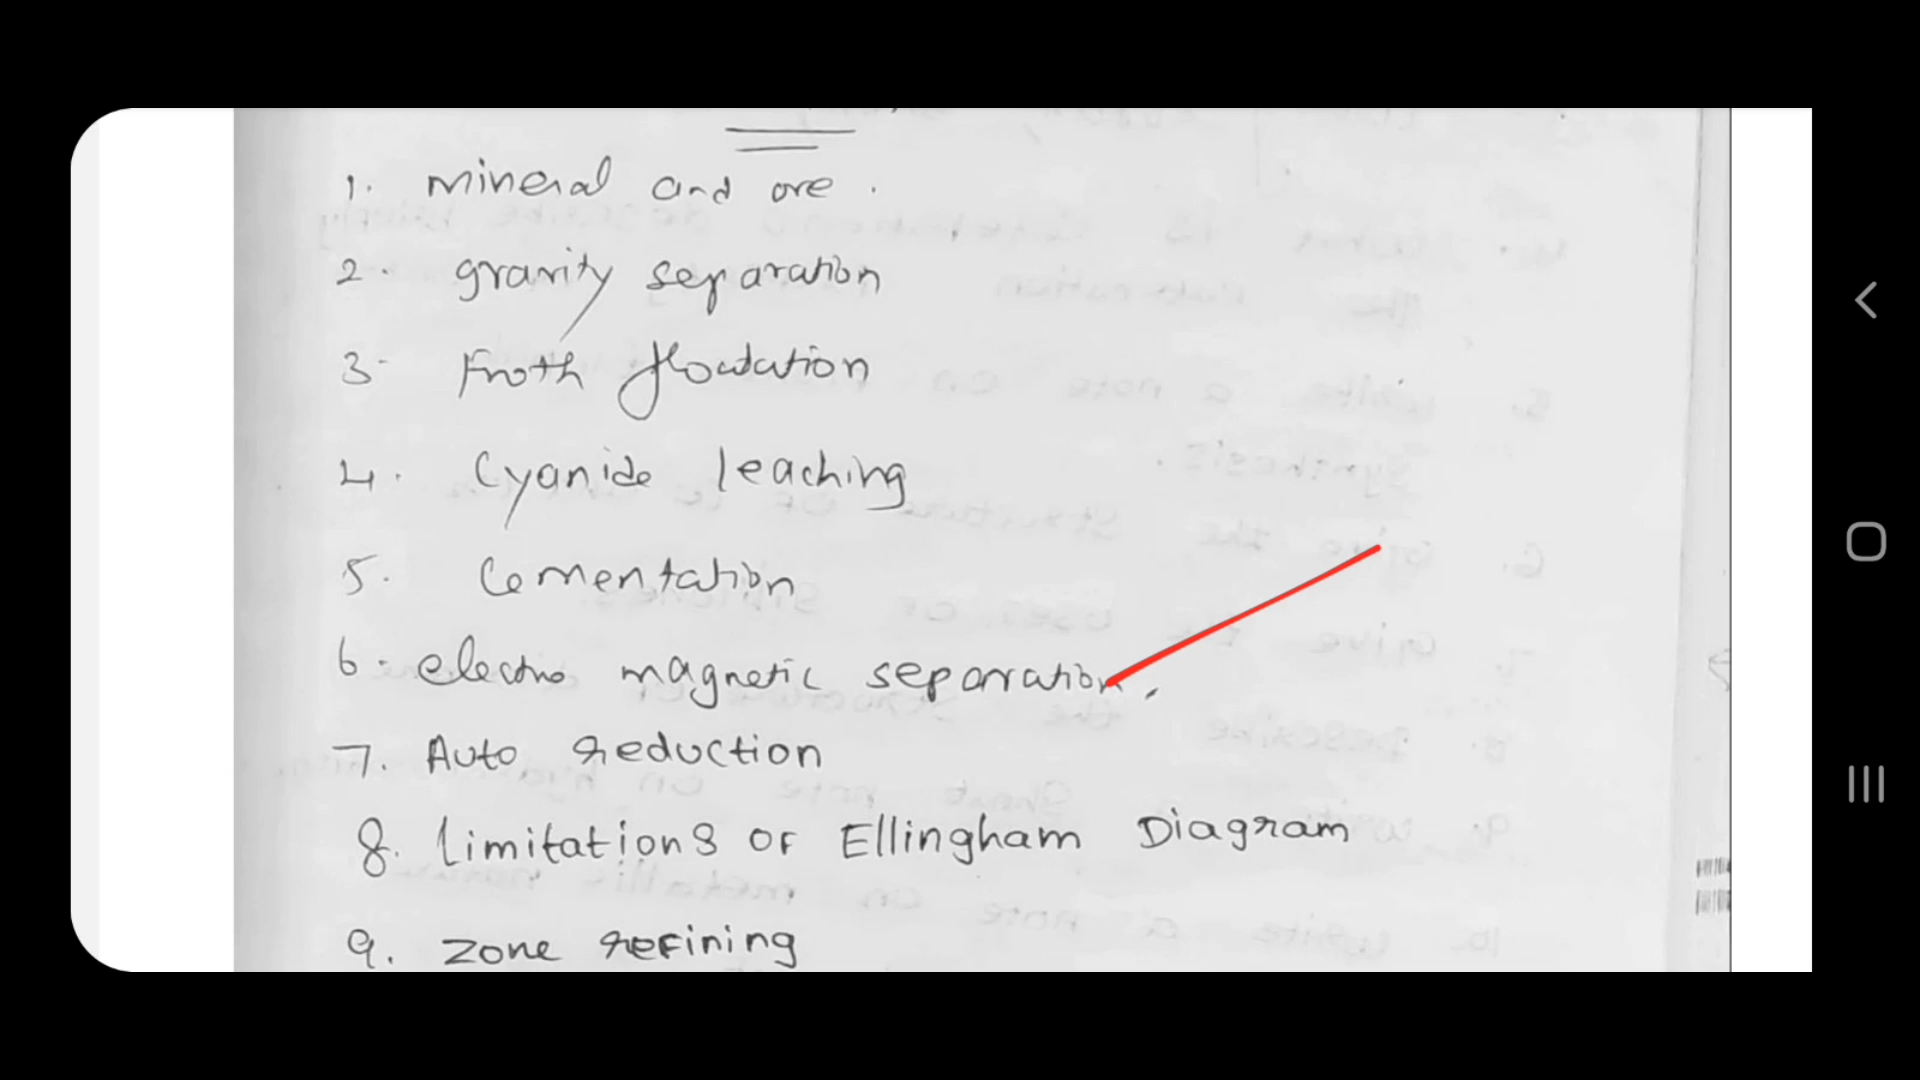 1. Mineral and ore.
2. gravity separation
3. Froth floatation
4. Cyanide leaching
5. Cementation
6. electro magnetic separation.
7. Auto reduction
8. Limitations OF Ellingham Diagram
9. Zone refining